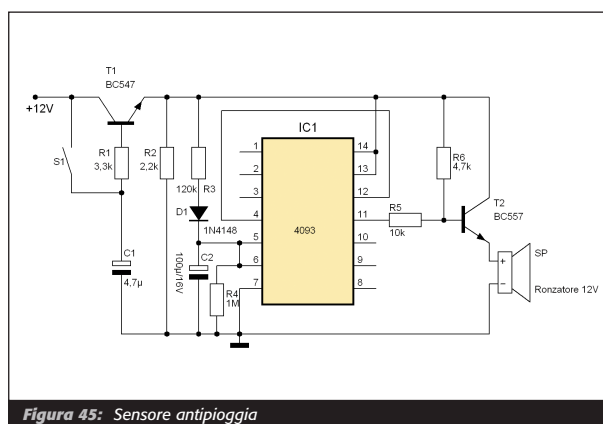 T1
BC547
+12V
IC1
S1
R1
3,3k
R2
2,2k
120k
R3
D1
1N4148
C1
4,7µ
100µ/16V
C2
R4
1M
1
2
3
4
5
6
7
4093
14
13
12
11
10
9
8
R5
10k
R6
4,7k
T2
BC557
SP
+
−
Ronzatore 12V
Figura 45: Sensore antipioggia